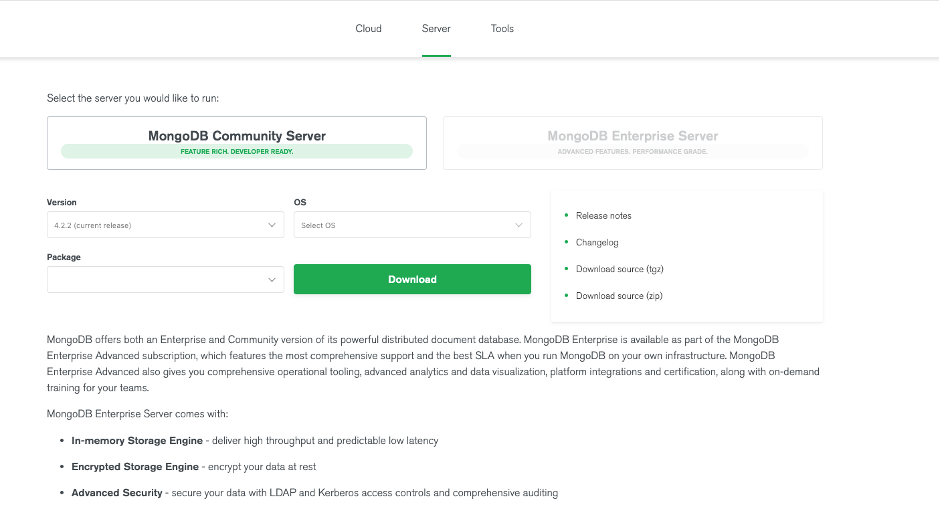 Cloud Server Tools
Select the server you would like to run:
MongoDB Community Server
FEATURE RICH. DEVELOPER READY.
MongoDB Enterprise Server
ADVANCED FEATURES. PERFORMANCE GRADE.
Version
4.2.2 (current release)
OS
Select OS
Package
Download
• Release notes
• Changelog
• Download source (tgz)
• Download source (zip)
MongoDB offers both an Enterprise and Community version of its powerful distributed document database. MongoDB Enterprise is available as part of the MongoDB
Enterprise Advanced subscription, which features the most comprehensive support and the best SLA when you run MongoDB on your own infrastructure. MongoDB
Enterprise Advanced also gives you comprehensive operational tooling, advanced analytics and data visualization, platform integrations and certification, along with on-demand
training for your teams.
MongoDB Enterprise Server comes with:
• In-memory Storage Engine - deliver high throughput and predictable low latency
• Encrypted Storage Engine - encrypt your data at rest
• Advanced Security - secure your data with LDAP and Kerberos access controls and comprehensive auditing